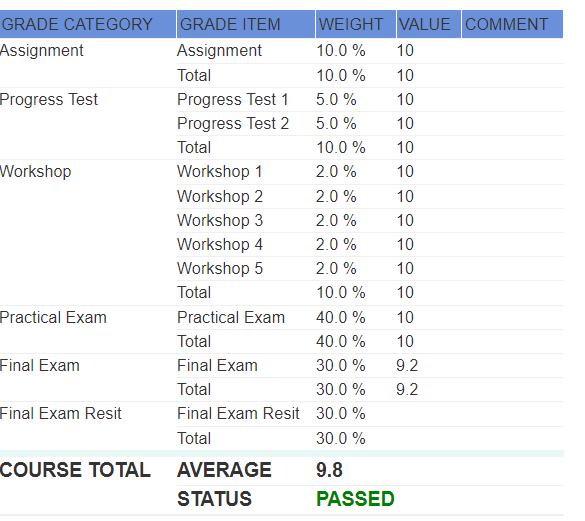 GRADE CATEGORY GRADE ITEM WEIGHT VALUE COMMENT
Assignment Assignment 10.0 % 10
Total 10.0 % 10
Progress Test Progress Test 1 5.0 % 10
Progress Test 2 5.0 % 10
Total 10.0 % 10
Workshop Workshop 1 2.0 % 10
Workshop 2 2.0 % 10
Workshop 3 2.0 % 10
Workshop 4 2.0 % 10
Workshop 5 2.0 % 10
Total 10.0 % 10
Practical Exam Practical Exam 40.0 % 10
Total 40.0 % 10
Final Exam Final Exam 30.0 % 9.2
Total 30.0 % 9.2
Final Exam Resit Final Exam Resit 30.0 %
Total 30.0 %
COURSE TOTAL AVERAGE 9.8
STATUS PASSED